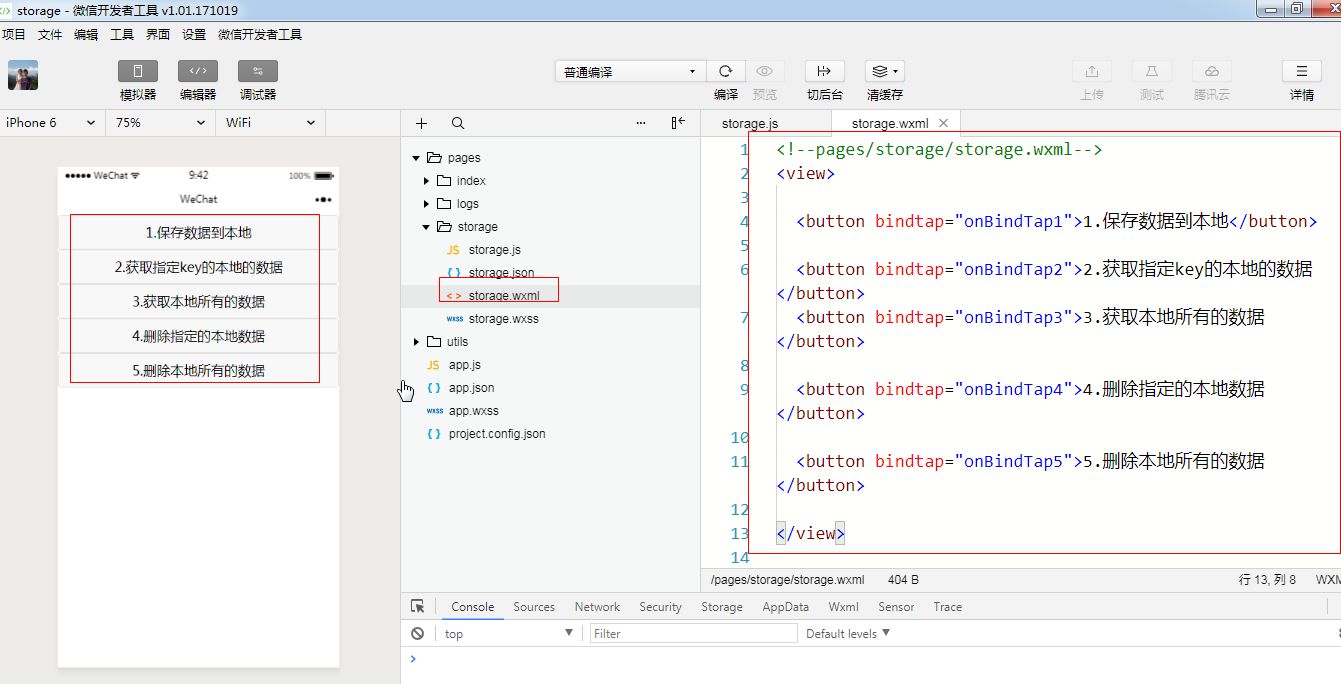 storage - 微信开发者工具 v1.01.171019
项目 文件 编辑 工具 界面 设置 微信开发者工具
普通编译
模拟器 编辑器 调试器 编译 预览 切后台 清缓存 上传 测试 腾讯云 详情
iPhone 6 75% WiFi
WeChat 9:42 100%
WeChat
1.保存数据到本地
2.获取指定key的本地的数据
3.获取本地所有的数据
4.删除指定的本地数据
5.删除本地所有的数据
pages
index
logs
storage
JS storage.js
{ } storage.json
< > storage.wxml
wxss storage.wxss
utils
JS app.js
{ } app.json
wxss app.wxss
{ } project.config.json
storage.js storage.wxml
1 <!--pages/storage/storage.wxml-->
2 <view>
3
4 <button bindtap="onBindTap1">1.保存数据到本地</button>
5
6 <button bindtap="onBindTap2">2.获取指定key的本地的数据
</button>
7 <button bindtap="onBindTap3">3.获取本地所有的数据
</button>
8
9 <button bindtap="onBindTap4">4.删除指定的本地数据
</button>
10
11 <button bindtap="onBindTap5">5.删除本地所有的数据
</button>
12
13 </view>
14
/pages/storage/storage.wxml 404 B 行 13, 列 8 WXM
Console Sources Network Security Storage AppData Wxml Sensor Trace
top Filter Default levels